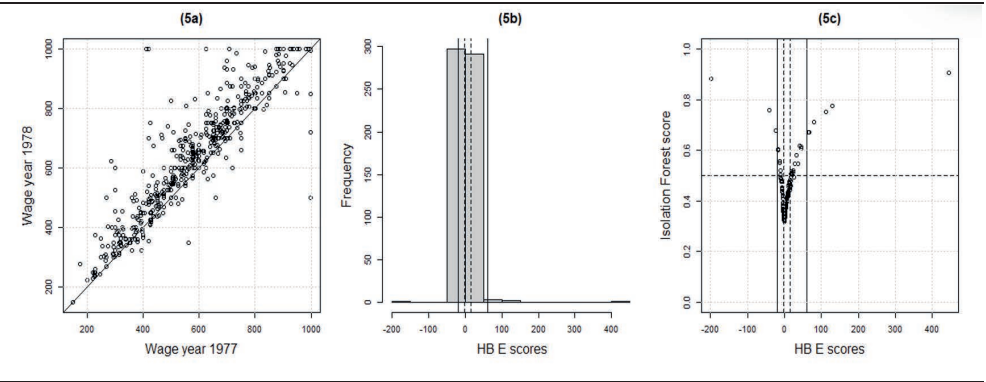 (5a)
Wage year 1978
1000
800
600
400
200
200 400 600 800 1000
Wage year 1977
(5b)
Frequency
300
250
200
150
100
50
0
-200 -100 0 100 200 300 400
HB E scores
(5c)
Isolation Forest score
1.0
0.8
0.6
0.4
0.2
0.0
-200 -100 0 100 200 300 400
HB E scores